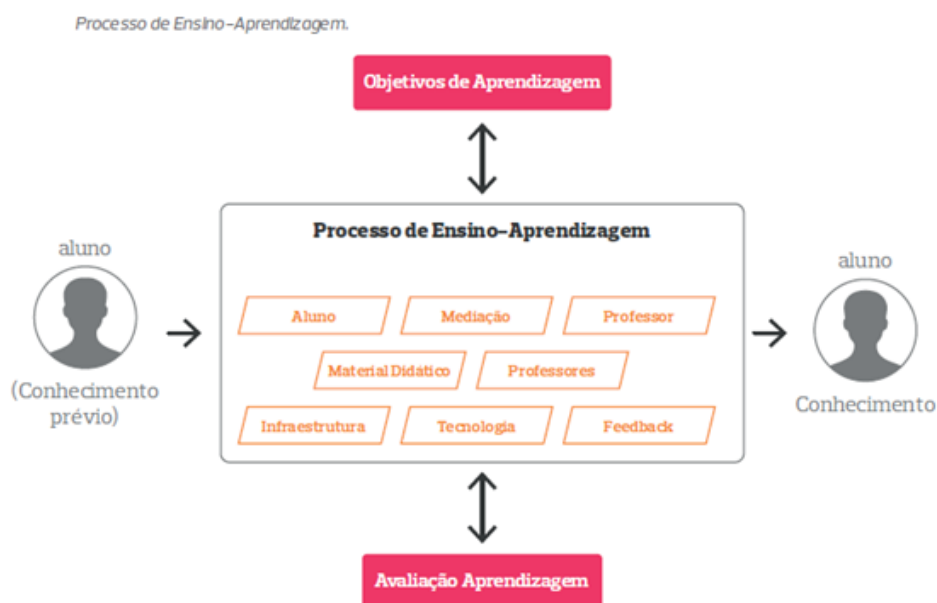 Processo de Ensino-Aprendizagem.
Objetivos de Aprendizagem
Processo de Ensino-Aprendizagem
aluno
(Conhecimento
prévio)
Aluno
Mediação
Professor
Material Didático
Professores
Infraestrutura
Tecnologia
Feedback
aluno
Conhecimento
Avaliação Aprendizagem